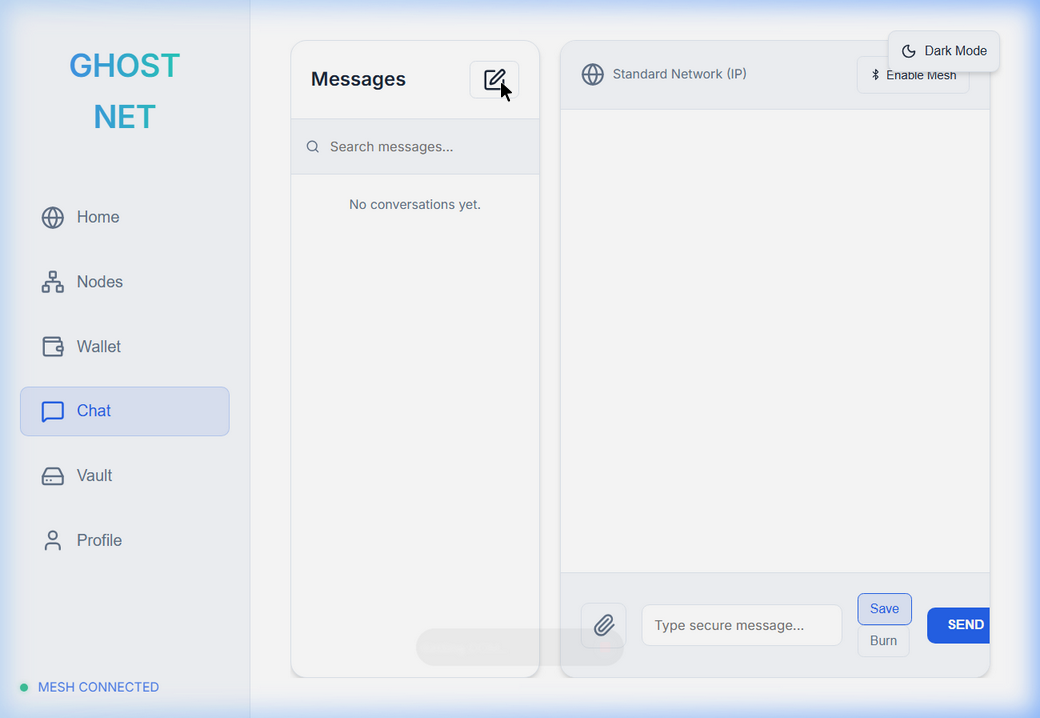 GHOST
NET
Home
Nodes
Wallet
Chat
Vault
Profile
MESH CONNECTED
Messages
Search messages...
No conversations yet.
Standard Network (IP)
Dark Mode
Enable Mesh
Type secure message...
Save
Burn
SEND